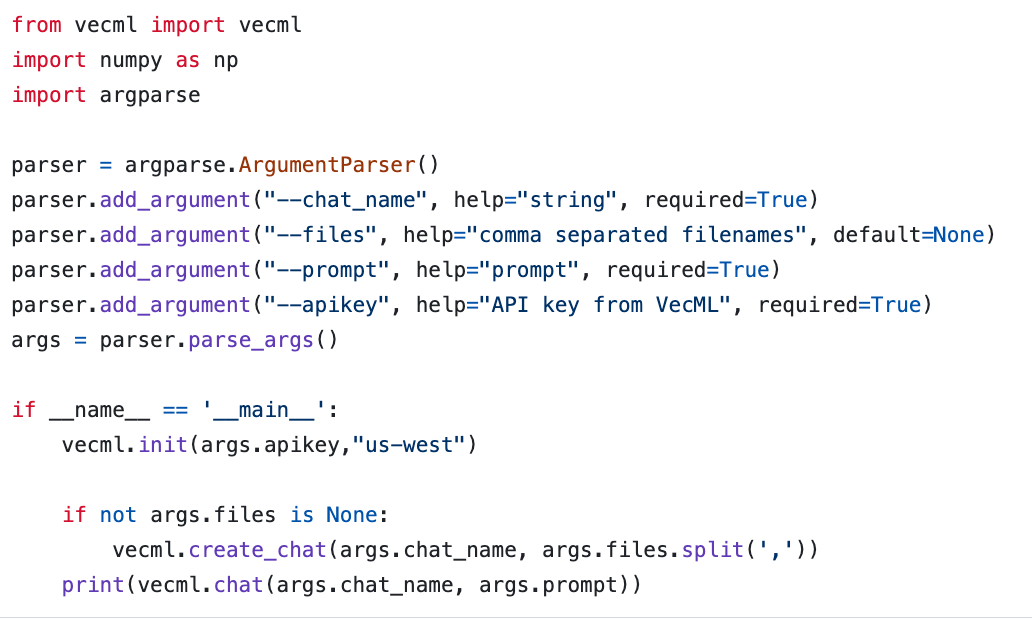 from vecml import vecml
import numpy as np
import argparse

parser = argparse.ArgumentParser()
parser.add_argument("--chat_name", help="string", required=True)
parser.add_argument("--files", help="comma separated filenames", default=None)
parser.add_argument("--prompt", help="prompt", required=True)
parser.add_argument("--apikey", help="API key from VecML", required=True)
args = parser.parse_args()

if __name__ == '__main__':
    vecml.init(args.apikey,"us-west")

    if not args.files is None:
        vecml.create_chat(args.chat_name, args.files.split(','))
    print(vecml.chat(args.chat_name, args.prompt))